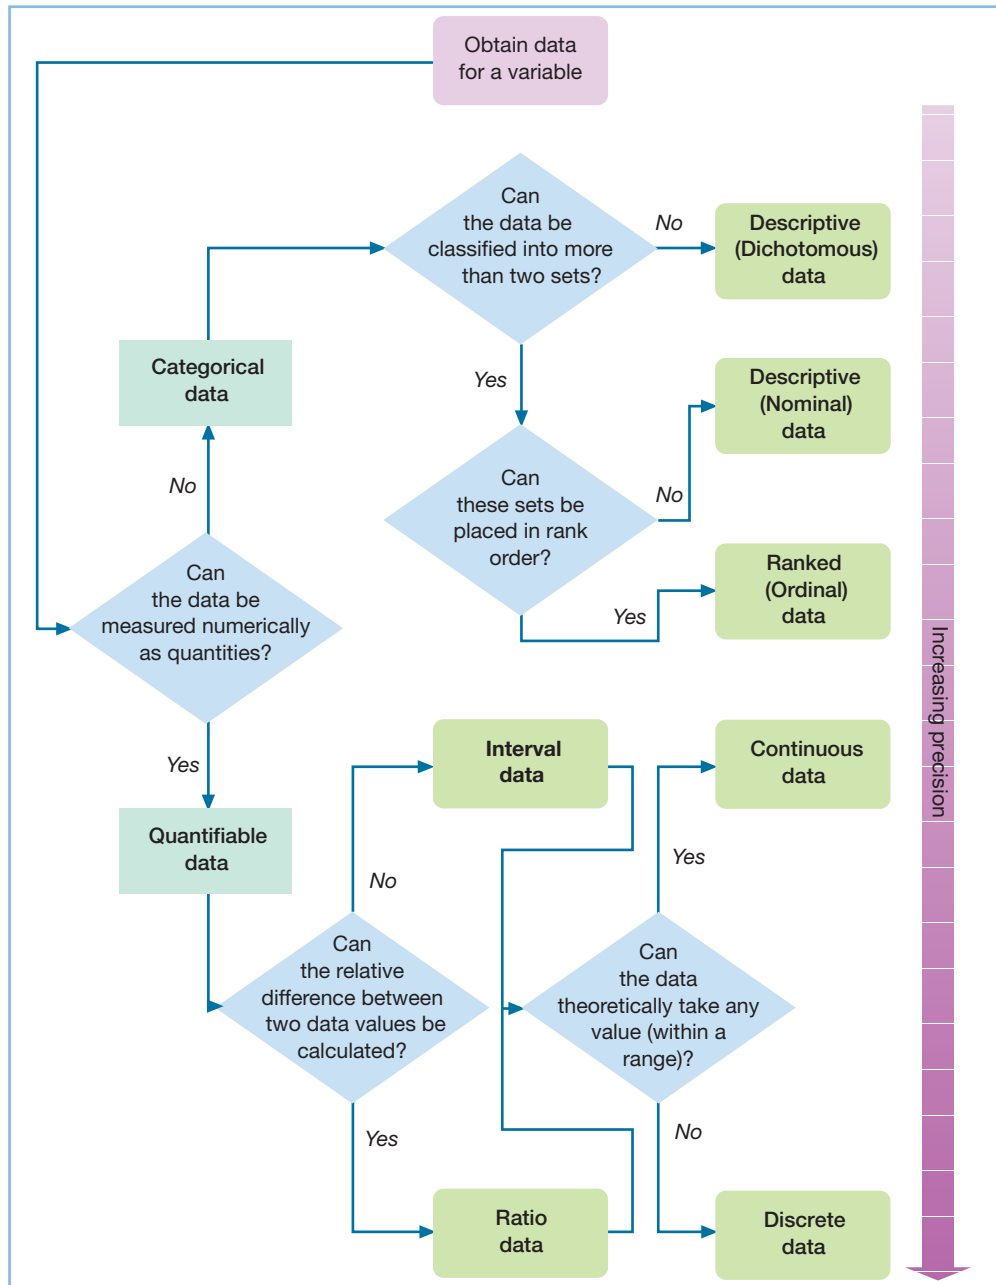 Obtain data
for a variable
Can
the data be
classified into more
than two sets?
No
Descriptive
(Dichotomous)
data
Categorical
data
Yes
Descriptive
(Nominal)
data
No
Can
these sets be
placed in rank
order?
No
Ranked
(Ordinal)
data
Yes
Can
the data be
measured numerically
as quantities?
Increasing precision
Yes
Interval
data
Continuous
data
Quantifiable
data
No
Yes
Can
the relative
difference between
two data values be
calculated?
Can
the data
theoretically take any
value (within a
range)?
Yes
No
Ratio
data
Discrete
data